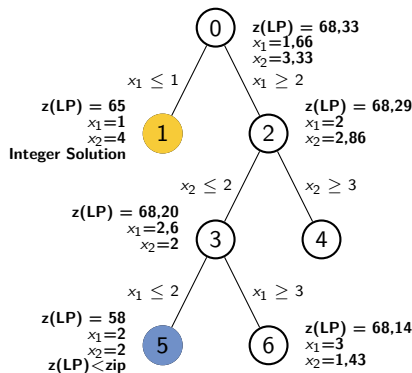 0
z(LP) = 68,33
x₁=1,66
x₂=3,33
x₁ ≤ 1
x₁ ≥ 2
z(LP) = 65
x₁=1
x₂=4
Integer Solution
1
2
z(LP) = 68,29
x₁=2
x₂=2,86
x₂ ≤ 2
x₂ ≥ 3
z(LP) = 68,20
x₁=2,6
x₂=2
3
4
x₁ ≤ 2
x₁ ≥ 3
z(LP) = 58
x₁=2
x₂=2
z(LP)<zip
5
6
z(LP) = 68,14
x₁=3
x₂=1,43